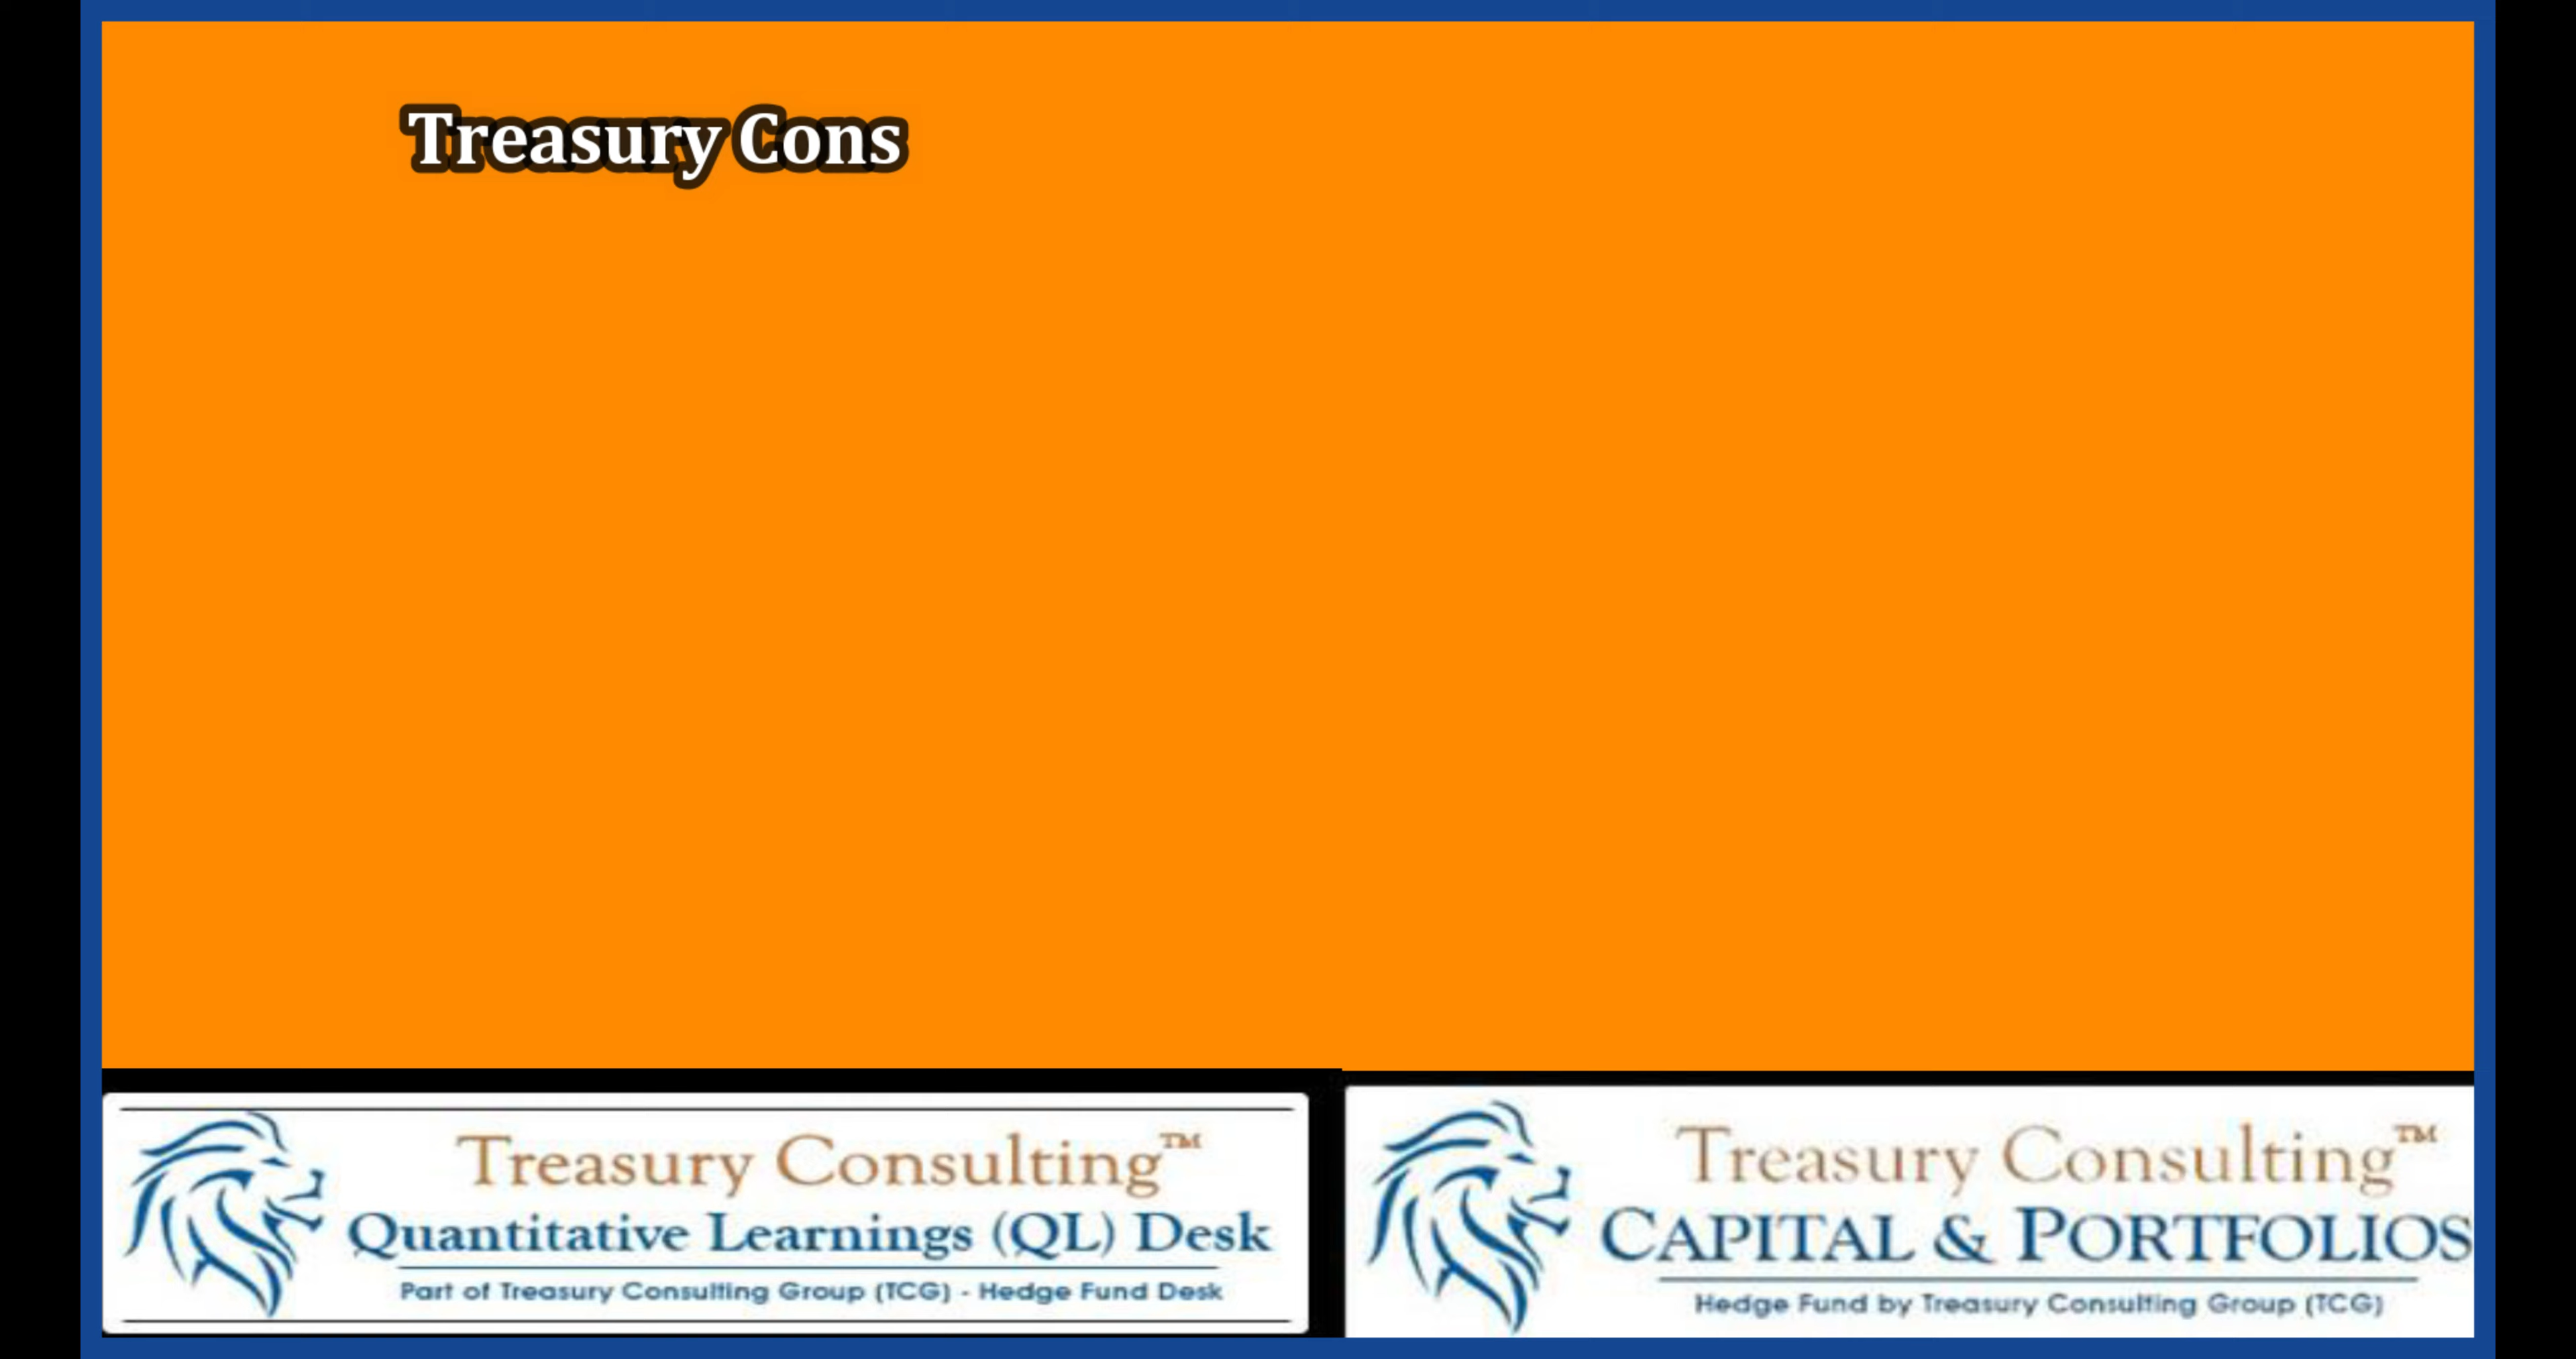 Treasury Cons
Treasury Consulting™
Quantitative Learnings (QL) Desk
Part of Treasury Consulting Group (TCG) - Hedge Fund Desk
Treasury Consulting™
CAPITAL & PORTFOLIOS
Hedge Fund by Treasury Consulting Group (TCG)